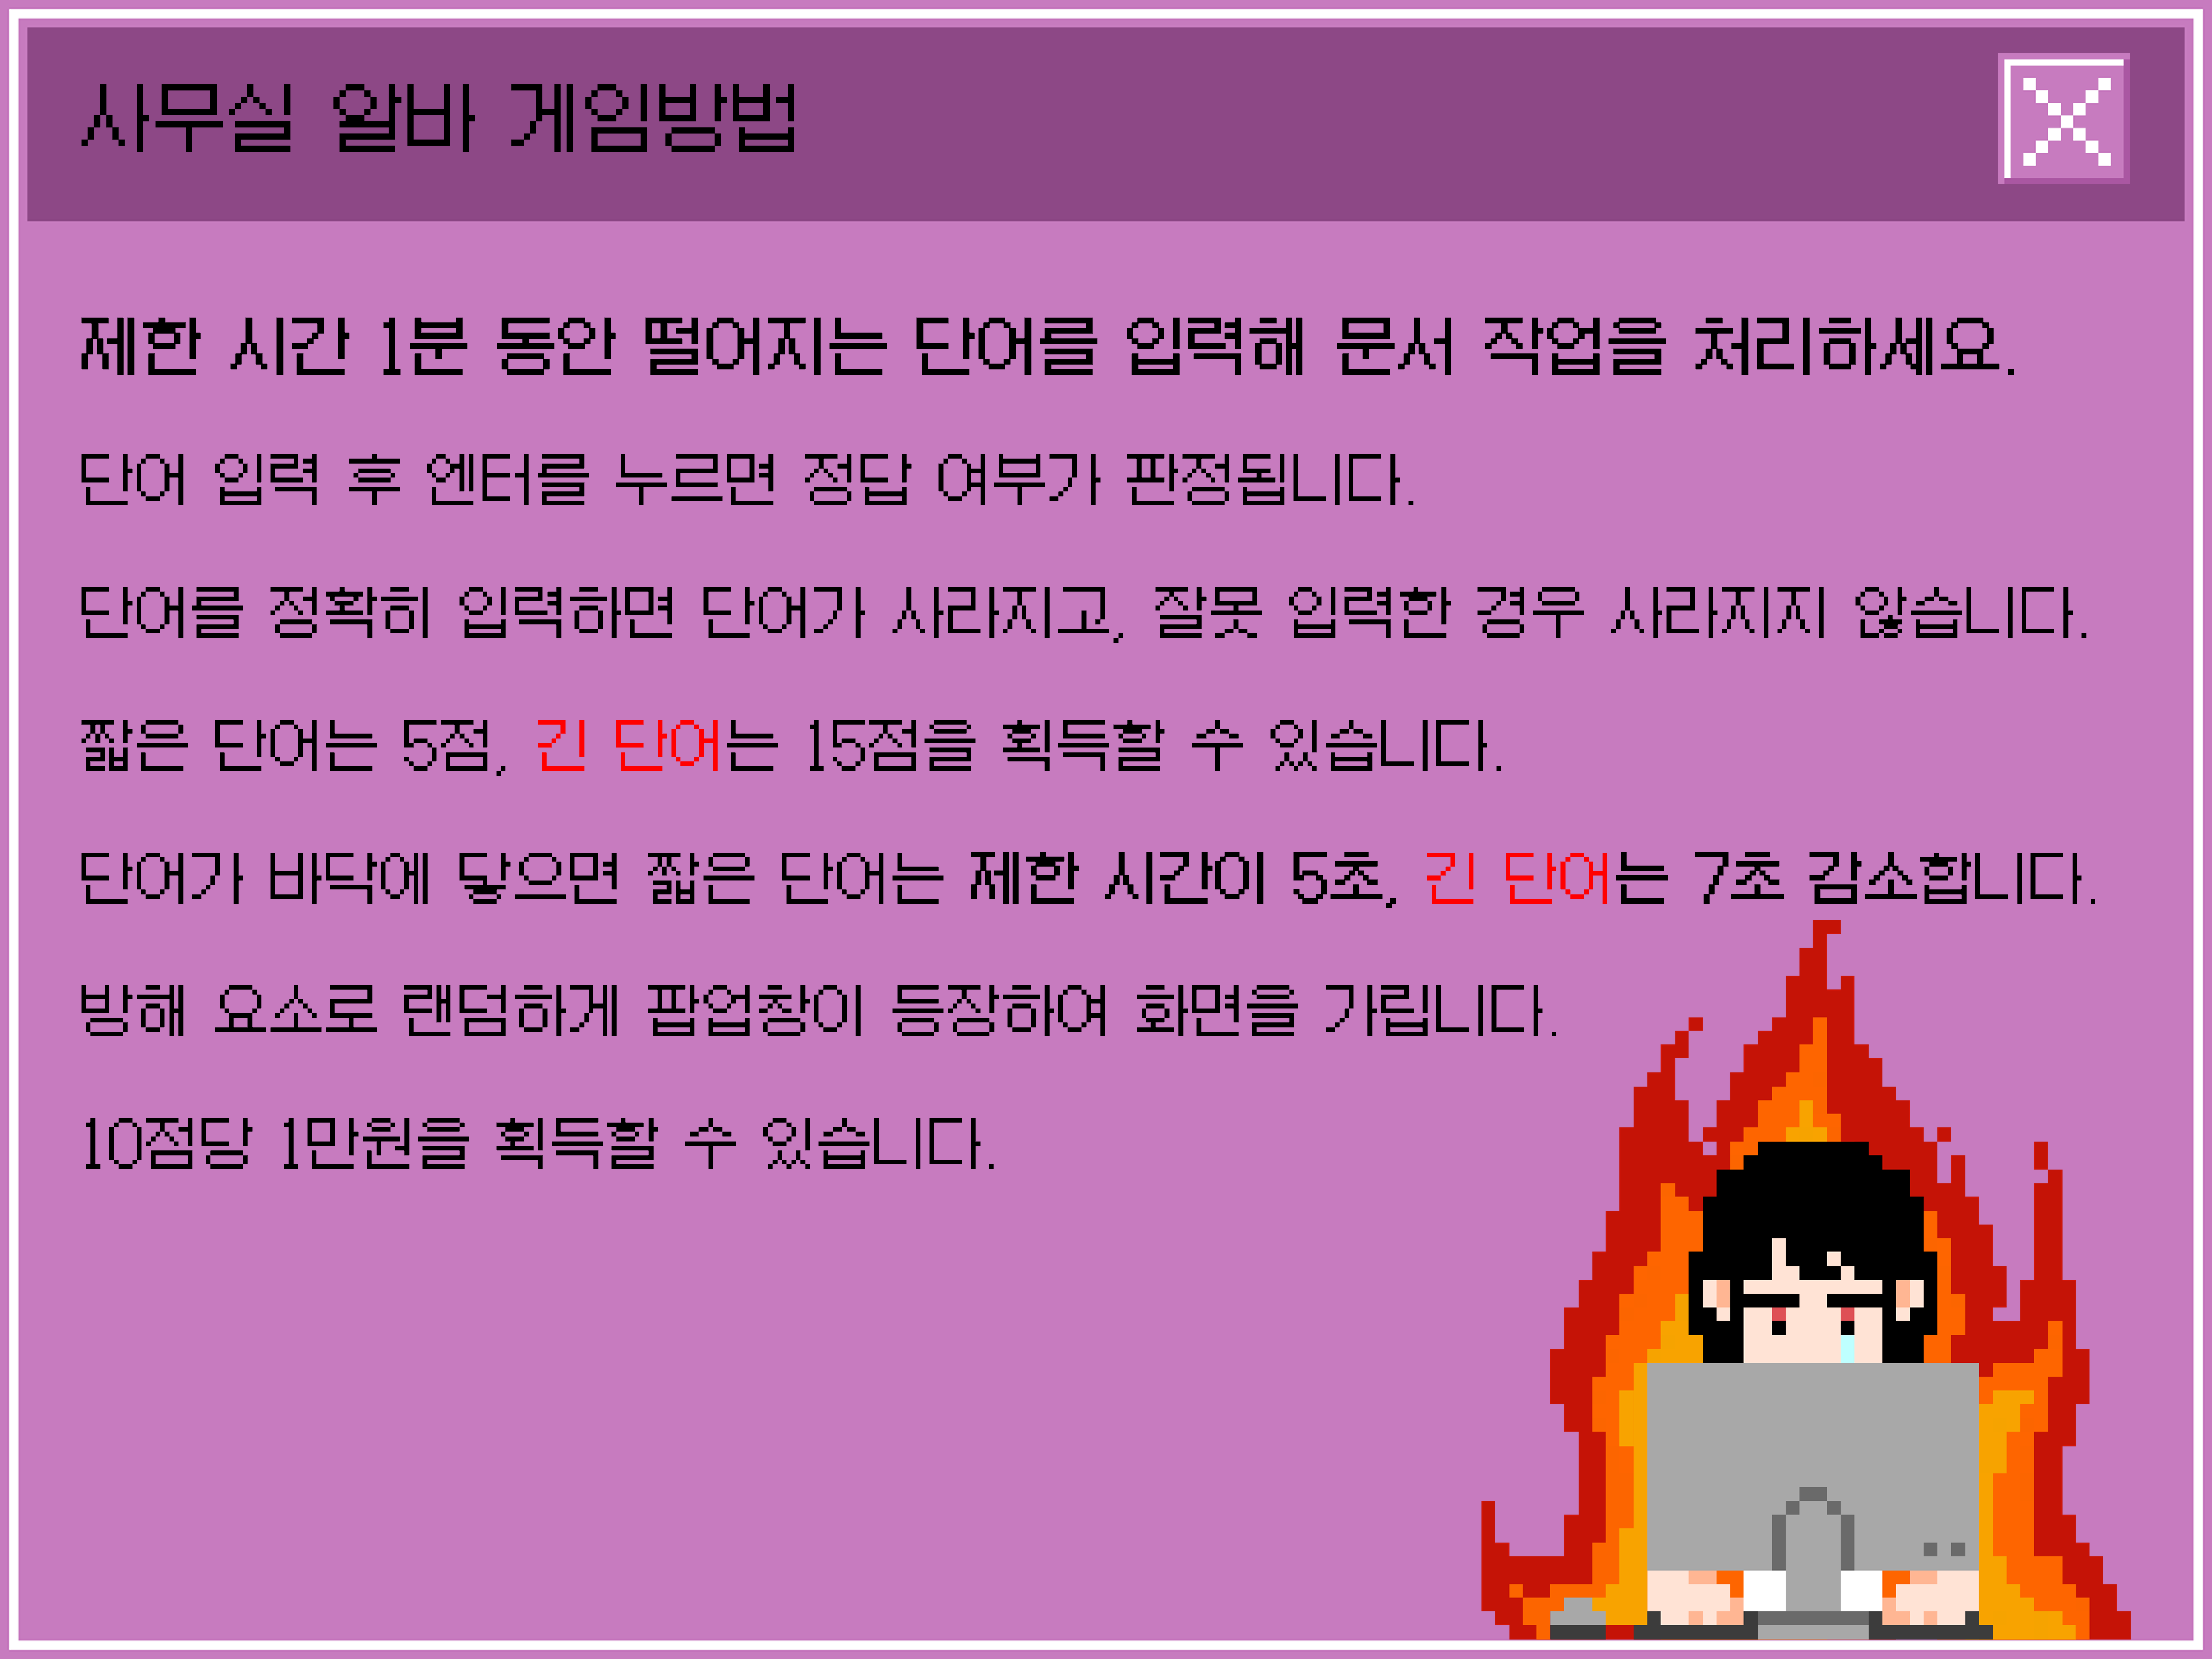 사무실 알바 게임방법
제한 시간 1분 동안 떨어지는 단어를 입력해 문서 작업을 처리하세요.
단어 입력 후 엔터를 누르면 정답 여부가 판정됩니다.
단어를 정확히 입력하면 단어가 사라지고, 잘못 입력한 경우 사라지지 않습니다.
짧은 단어는 5점, 긴 단어는 15점을 획득할 수 있습니다.
단어가 바닥에 닿으면 짧은 단어는 제한 시간이 5초, 긴 단어는 7초 감소합니다.
방해 요소로 랜덤하게 팝업창이 등장하여 화면을 가립니다.
10점당 1만원을 획득할 수 있습니다.